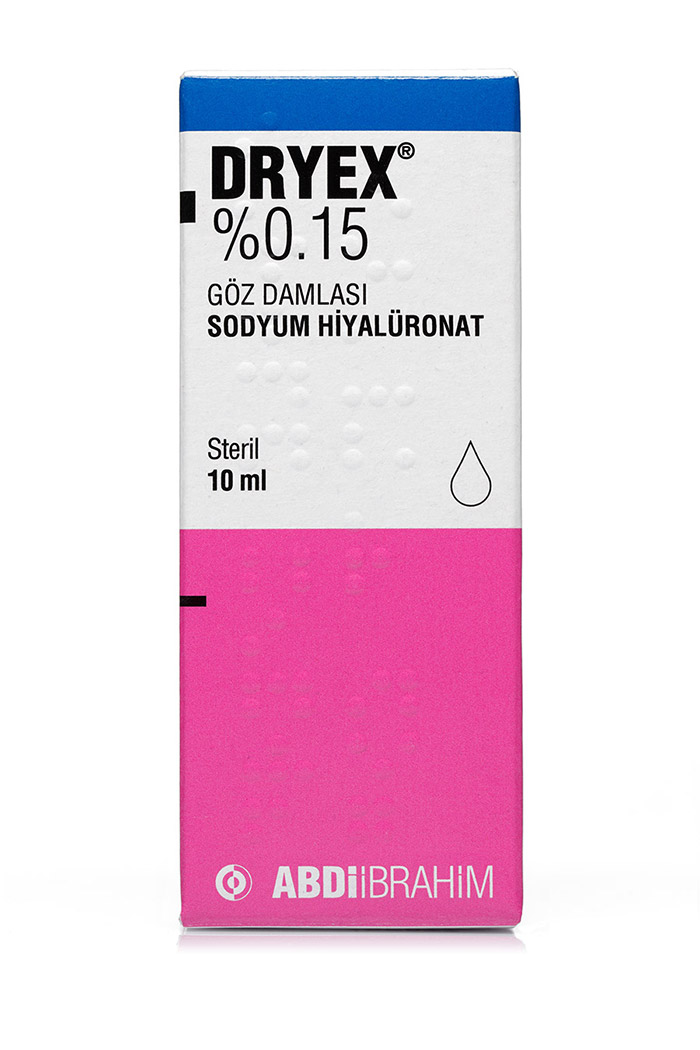 DRYEX®
%0.15
GÖZ DAMLASI
SODYUM HİYALÜRONAT
Steril
10 ml
ABDİİBRAHİM